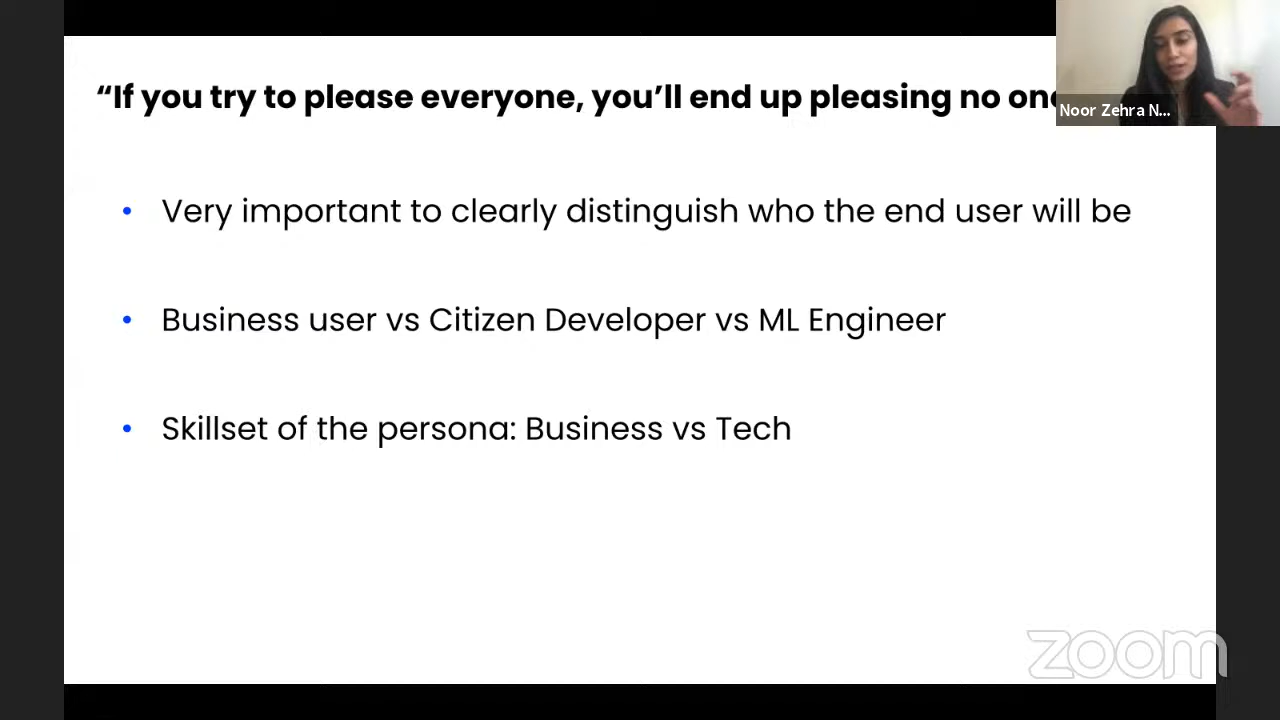 “If you try to please everyone, you’ll end up pleasing no one
Noor Zehra N...
• Very important to clearly distinguish who the end user will be
• Business user vs Citizen Developer vs ML Engineer
• Skillset of the persona: Business vs Tech
zoom